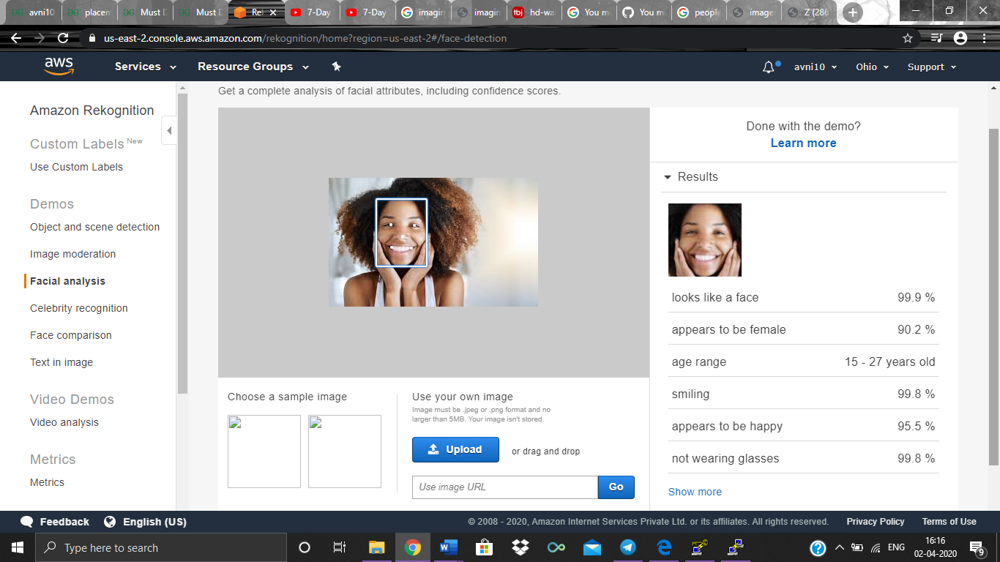 avni10
placem
Must D
Must D
Re
7-Day
7-Day
imagin
imagin
hd-wa
You m
You m
people
image
Z (286
us-east-2.console.aws.amazon.com/rekognition/home?region=us-east-2#/face-detection
aws
Services
Resource Groups
avni10
Ohio
Support
Amazon Rekognition
Custom Labels New
Use Custom Labels
Demos
Object and scene detection
Image moderation
Facial analysis
Celebrity recognition
Face comparison
Text in image
Video Demos
Video analysis
Metrics
Metrics
Get a complete analysis of facial attributes, including confidence scores.
Choose a sample image
Use your own image
Image must be .jpeg or .png format and no
larger than 5MB. Your image isn't stored.
Upload
or drag and drop
Use image URL
Go
Done with the demo?
Learn more
Results
looks like a face 99.9 %
appears to be female 90.2 %
age range 15 - 27 years old
smiling 99.8 %
appears to be happy 95.5 %
not wearing glasses 99.8 %
Show more
Feedback
English (US)
© 2008 - 2020, Amazon Internet Services Private Ltd. or its affiliates. All rights reserved.
Privacy Policy
Terms of Use
Type here to search
ENG
16:16
02-04-2020
9